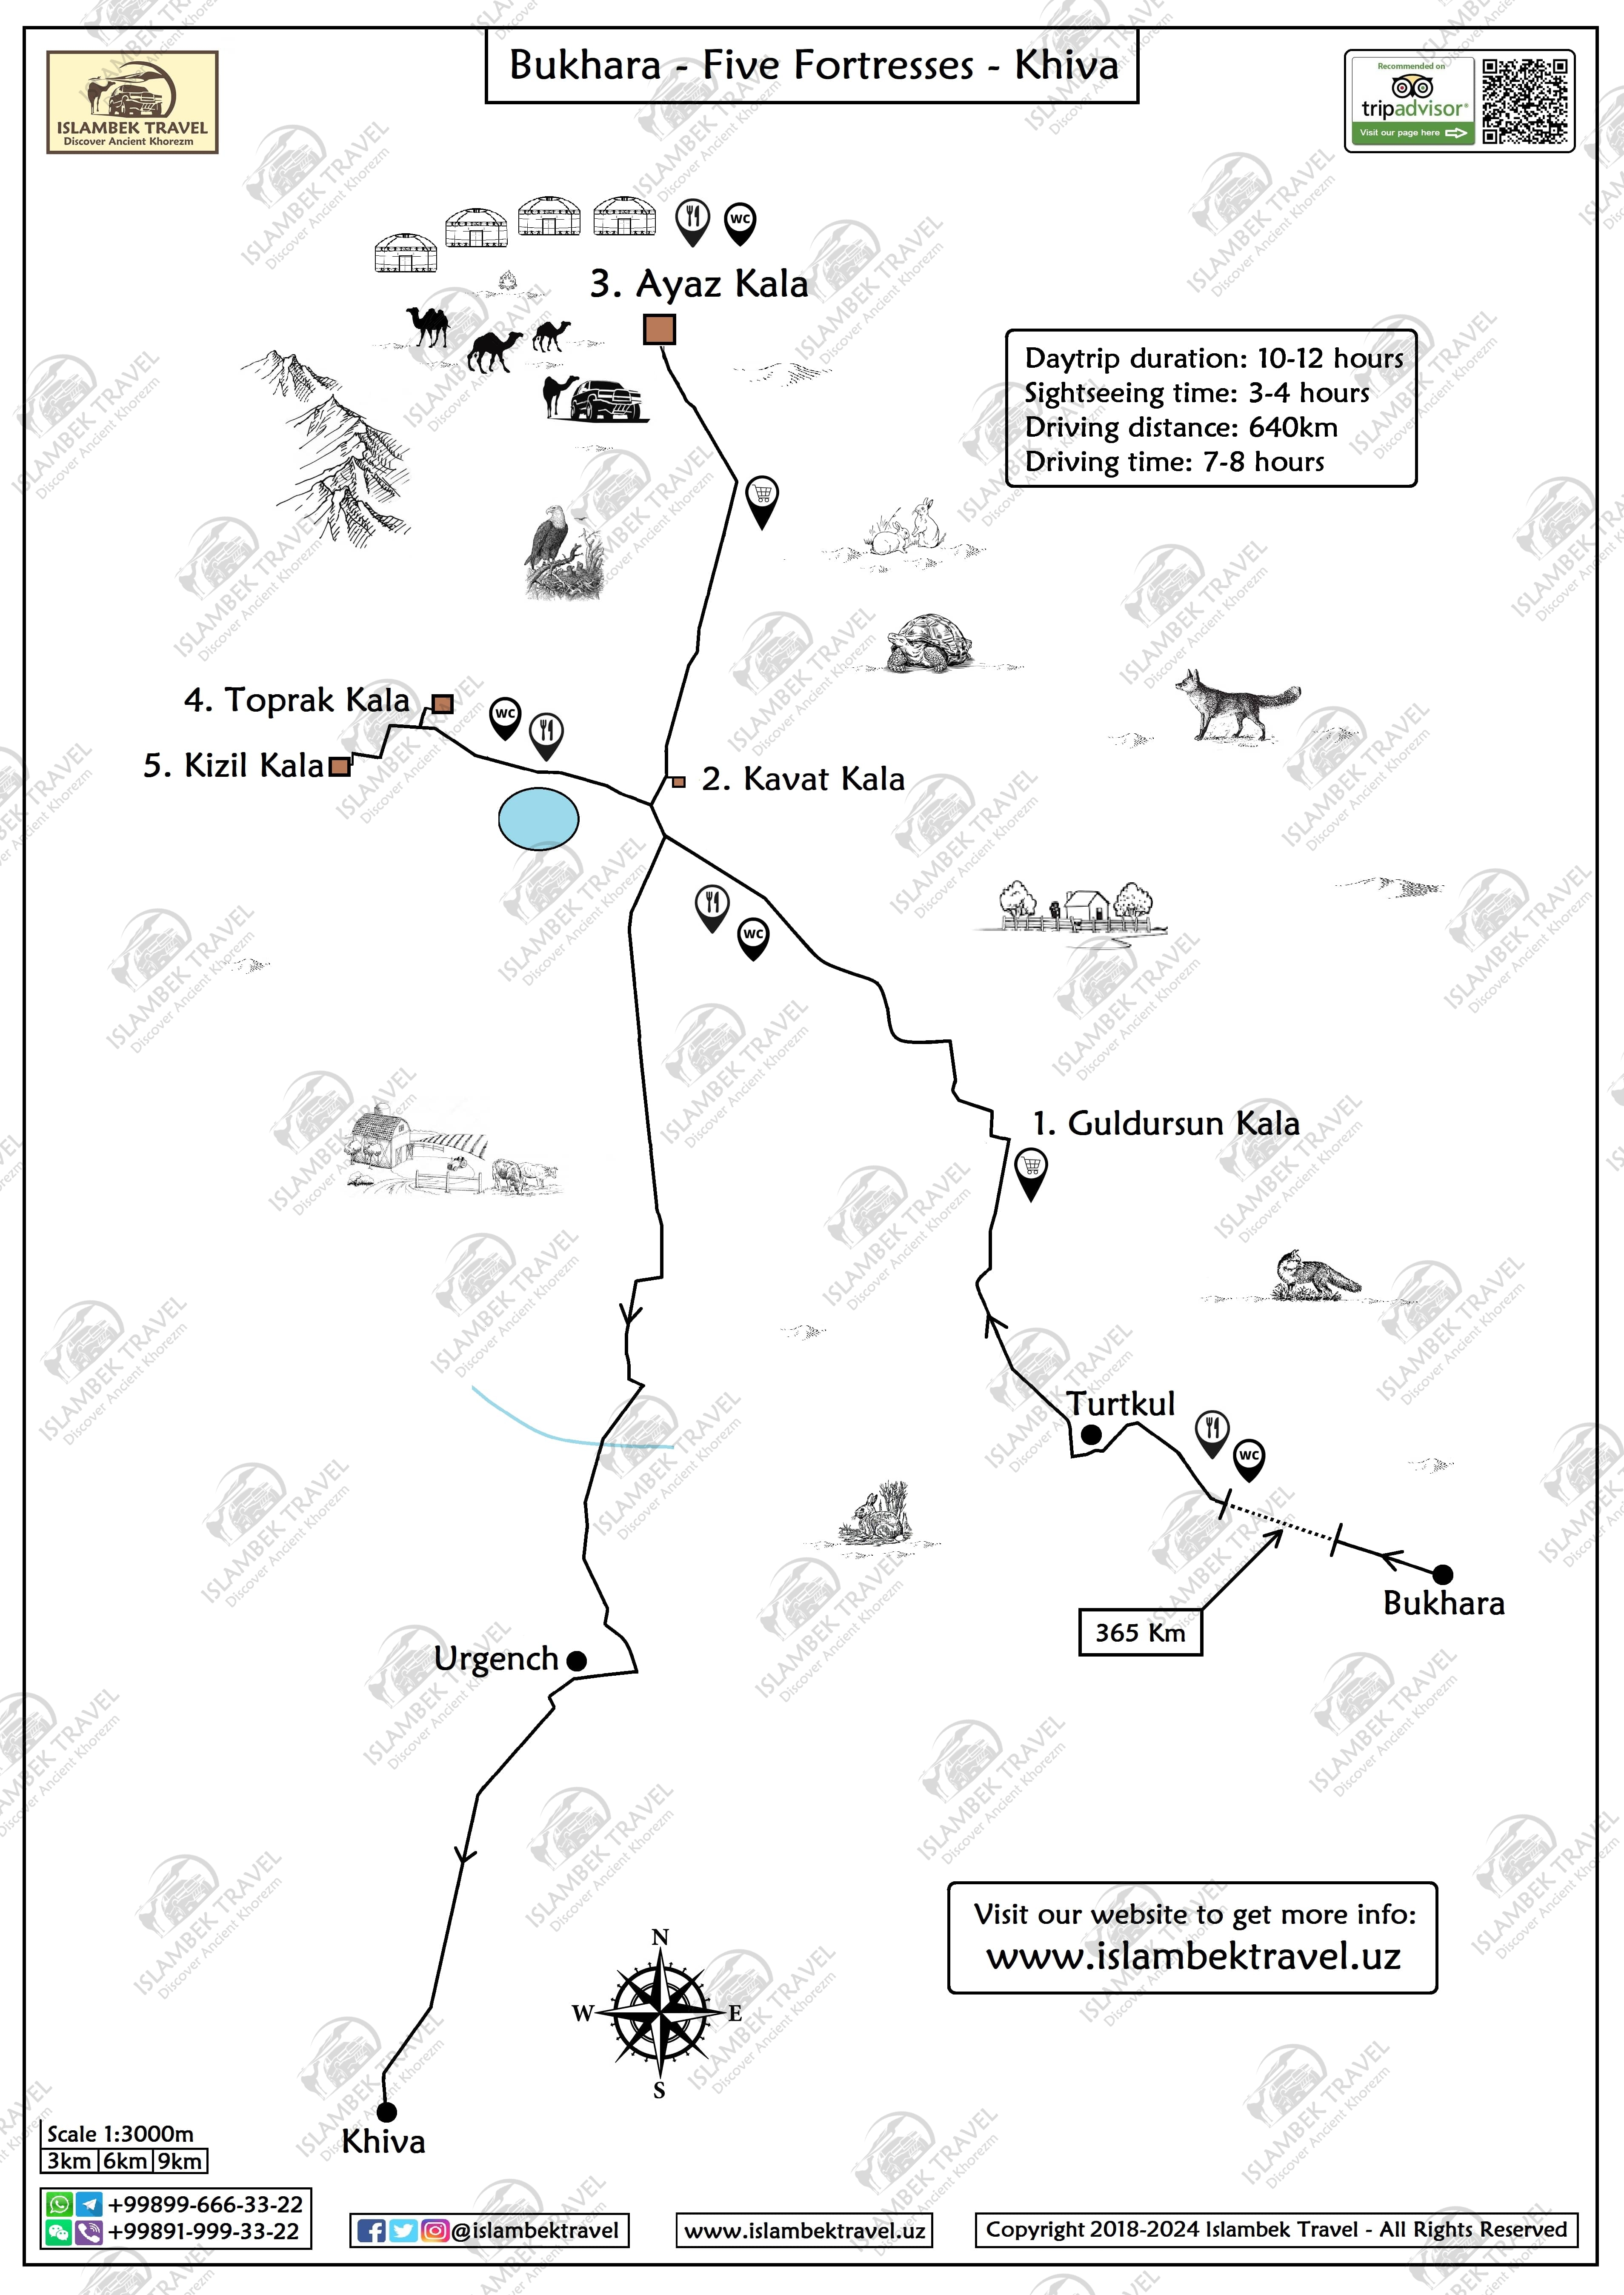 Bukhara - Five Fortresses - Khiva
ISLAMBEK TRAVEL
Discover Ancient Khorezm
Recommended on
tripadvisor®
Visit our page here
WC
3. Ayaz Kala
Daytrip duration: 10-12 hours
Sightseeing time: 3-4 hours
Driving distance: 640km
Driving time: 7-8 hours
4. Toprak Kala
WC
5. Kizil Kala
2. Kavat Kala
WC
1. Guldursun Kala
Turtkul
WC
Bukhara
365 Km
Urgench
Visit our website to get more info:
www.islambektravel.uz
N
W
E
S
Khiva
Scale 1:3000m
3km 6km 9km
+99899-666-33-22
+99891-999-33-22
@islambektravel
www.islambektravel.uz
Copyright 2018-2024 Islambek Travel - All Rights Reserved
ISLAMBEK TRAVEL
Discover Ancient Khorezm